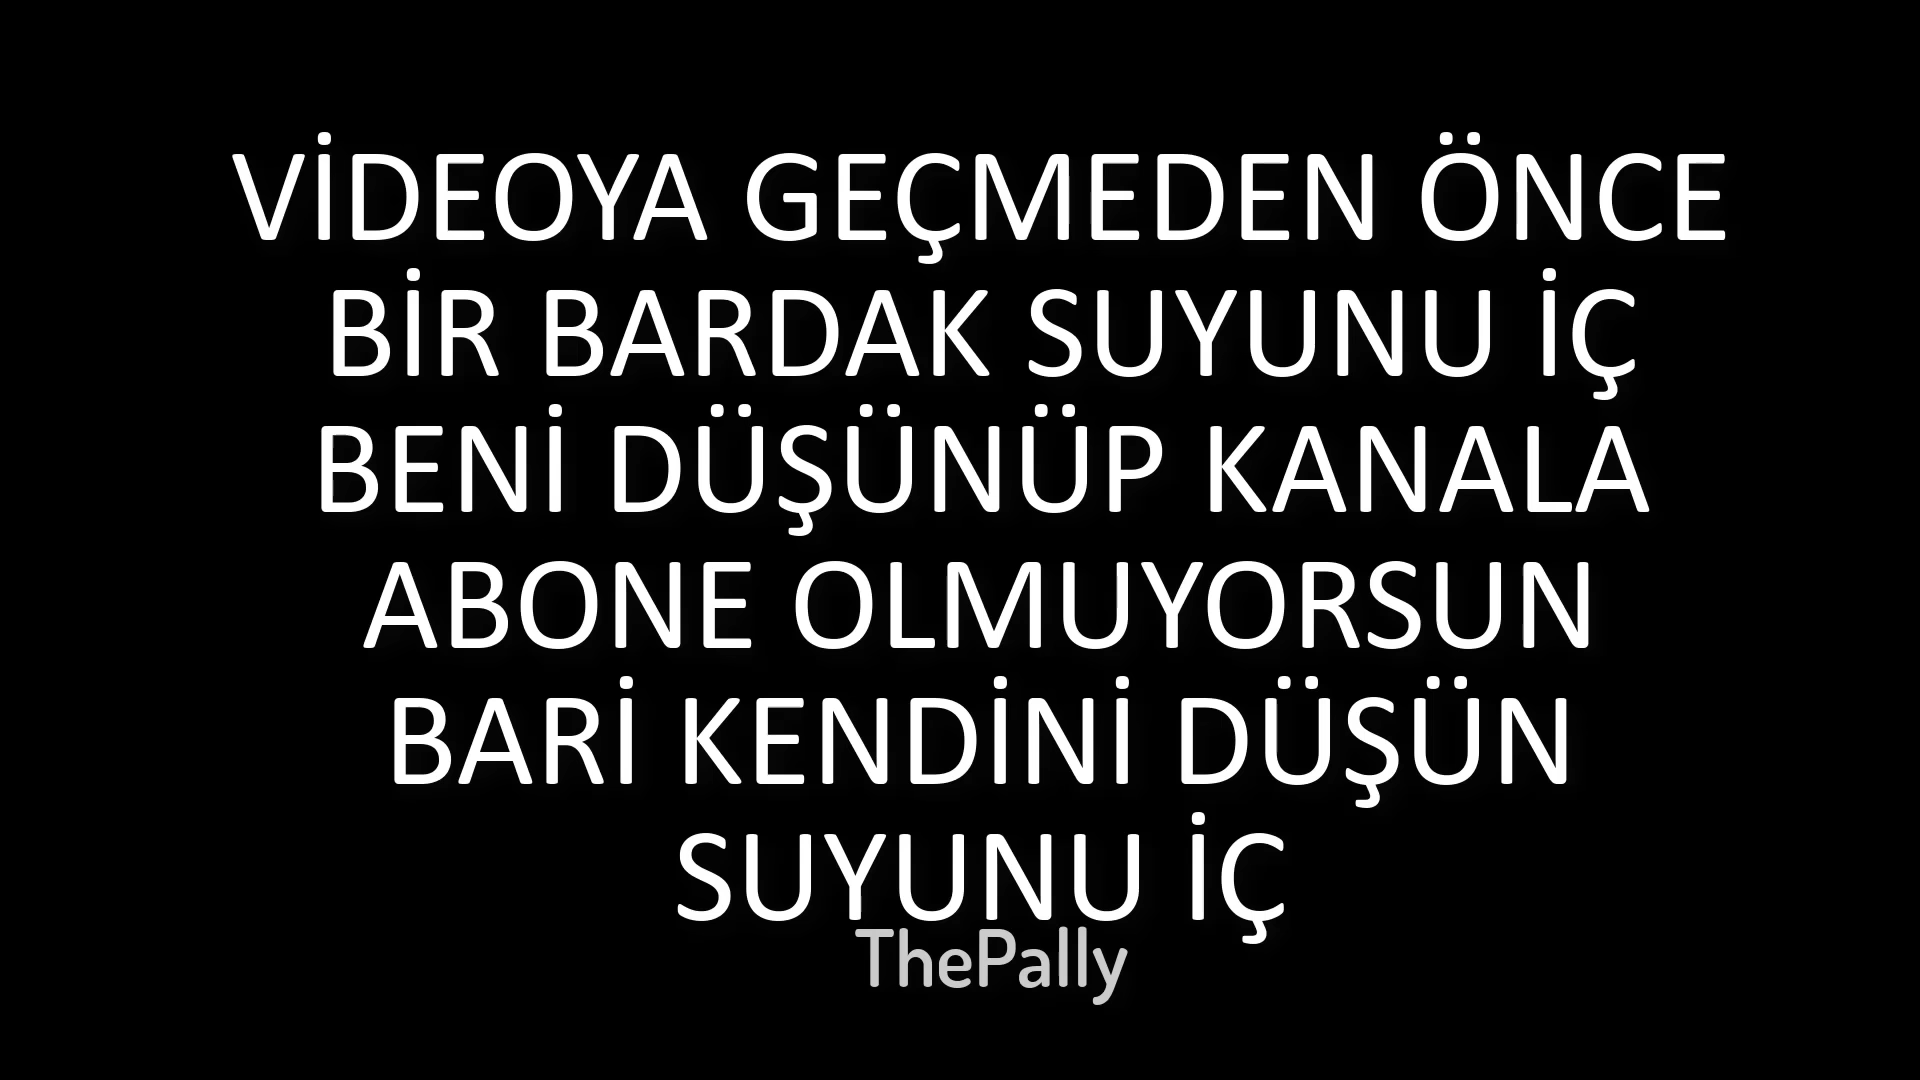 VİDEOYA GEÇMEDEN ÖNCE
BİR BARDAK SUYUNU İÇ
BENİ DÜŞÜNÜP KANALA
ABONE OLMUYORSUN
BARİ KENDİNİ DÜŞÜN
SUYUNU İÇ
ThePally